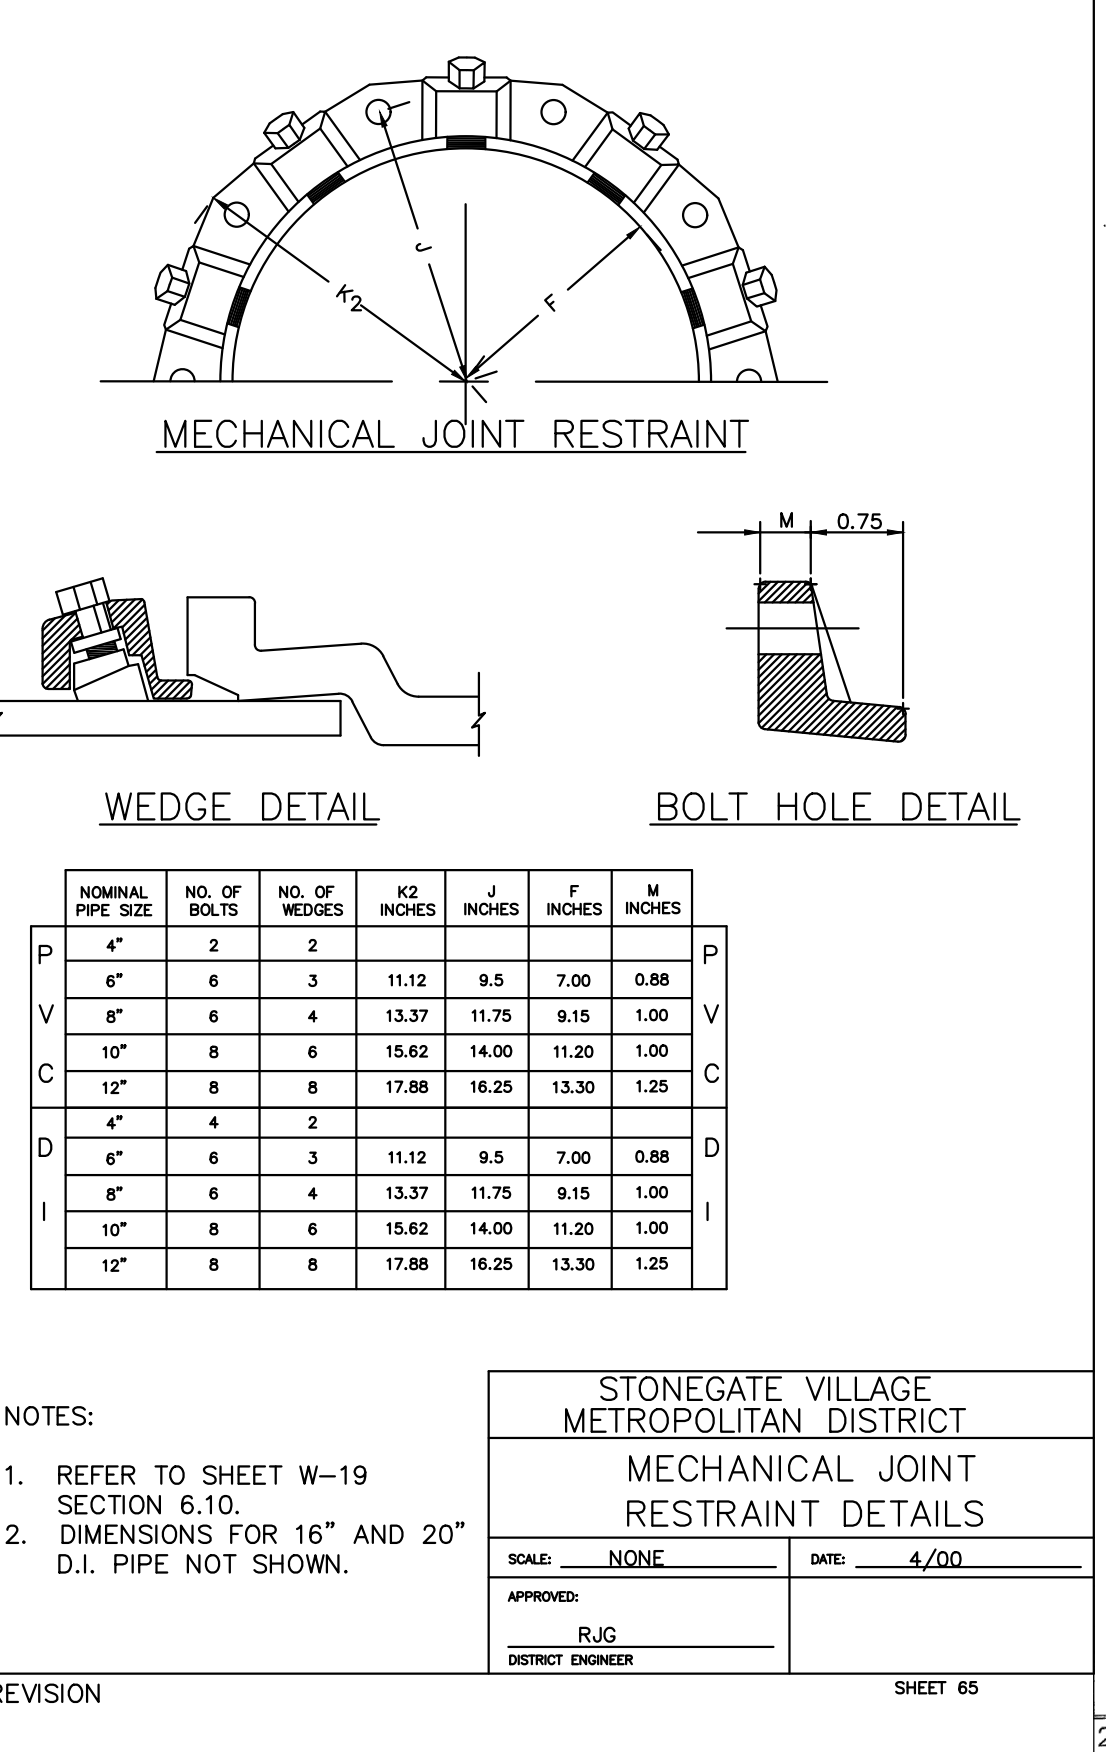 J
K2
F
MECHANICAL JOINT RESTRAINT
M 0.75
WEDGE DETAIL
BOLT HOLE DETAIL
NOMINAL PIPE SIZE NO. OF BOLTS NO. OF WEDGES K2 INCHES J INCHES F INCHES M INCHES
PVC
4" 2 2
6" 6 3 11.12 9.5 7.00 0.88
8" 6 4 13.37 11.75 9.15 1.00
10" 8 6 15.62 14.00 11.20 1.00
12" 8 8 17.88 16.25 13.30 1.25
PVC
DI
4" 4 2
6" 6 3 11.12 9.5 7.00 0.88
8" 6 4 13.37 11.75 9.15 1.00
10" 8 6 15.62 14.00 11.20 1.00
12" 8 8 17.88 16.25 13.30 1.25
DI
NOTES:
1. REFER TO SHEET W-19
SECTION 6.10.
2. DIMENSIONS FOR 16" AND 20"
D.I. PIPE NOT SHOWN.
STONEGATE VILLAGE
METROPOLITAN DISTRICT
MECHANICAL JOINT
RESTRAINT DETAILS
SCALE: NONE
DATE: 4/00
APPROVED:
RJG
DISTRICT ENGINEER
EVISION
SHEET 65
2